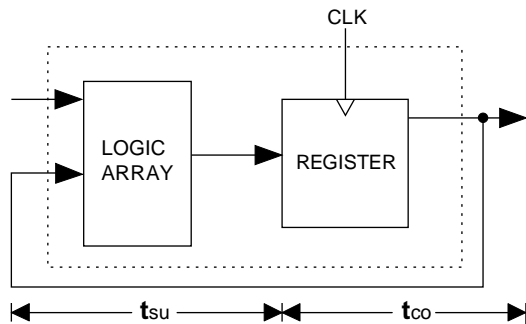 CLK
LOGIC
ARRAY
REGISTER
tsu
tco